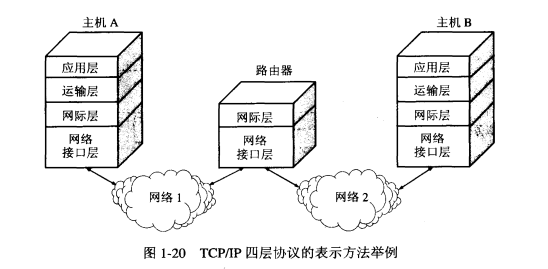 主机 A
应用层
运输层
网际层
网络
接口层
路由器
网际层
网络
接口层
主机 B
应用层
运输层
网际层
网络
接口层
网络 1
网络 2
图 1-20 TCP/IP 四层协议的表示方法举例